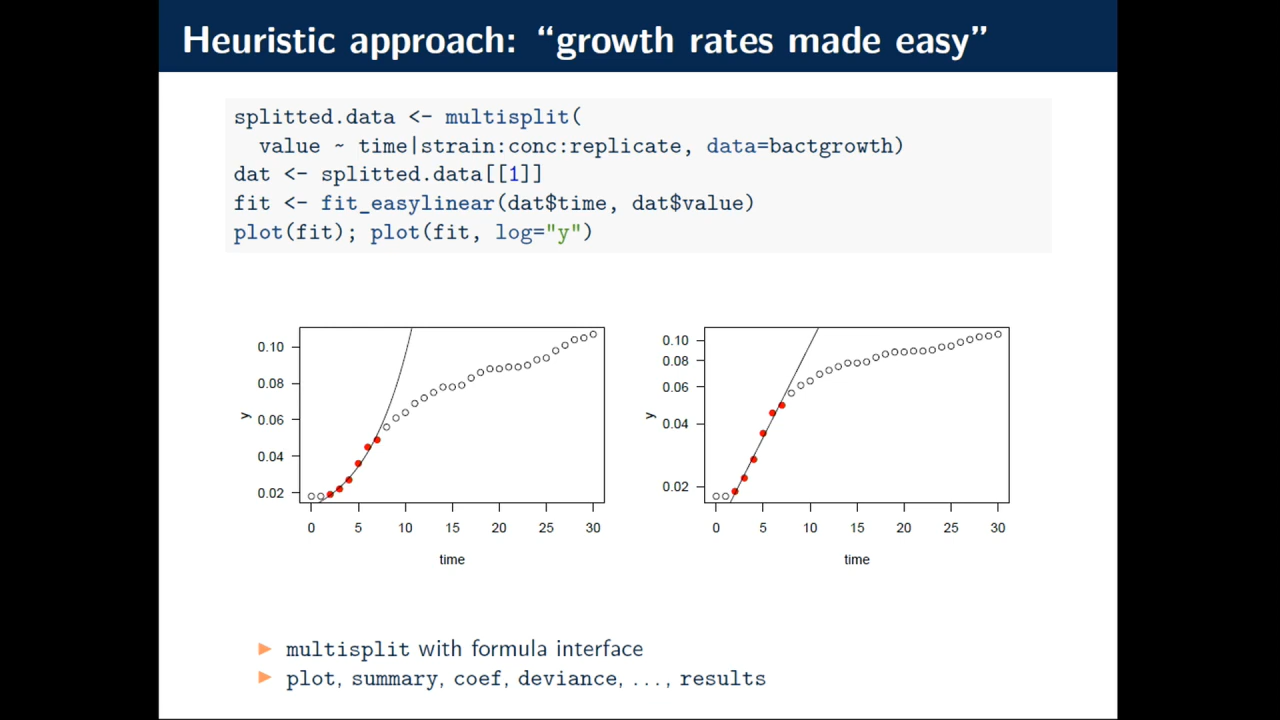 Heuristic approach: “growth rates made easy”
splitted.data <- multisplit(
value ~ time|strain:conc:replicate, data=bactgrowth)
dat <- splitted.data[[1]]
fit <- fit_easylinear(dat$time, dat$value)
plot(fit); plot(fit, log="y")
y
0.10
0.08
0.06
0.04
0.02
0 5 10 15 20 25 30
time
y
0.10
0.08
0.06
0.04
0.02
0 5 10 15 20 25 30
time
► multisplit with formula interface
► plot, summary, coef, deviance, ..., results